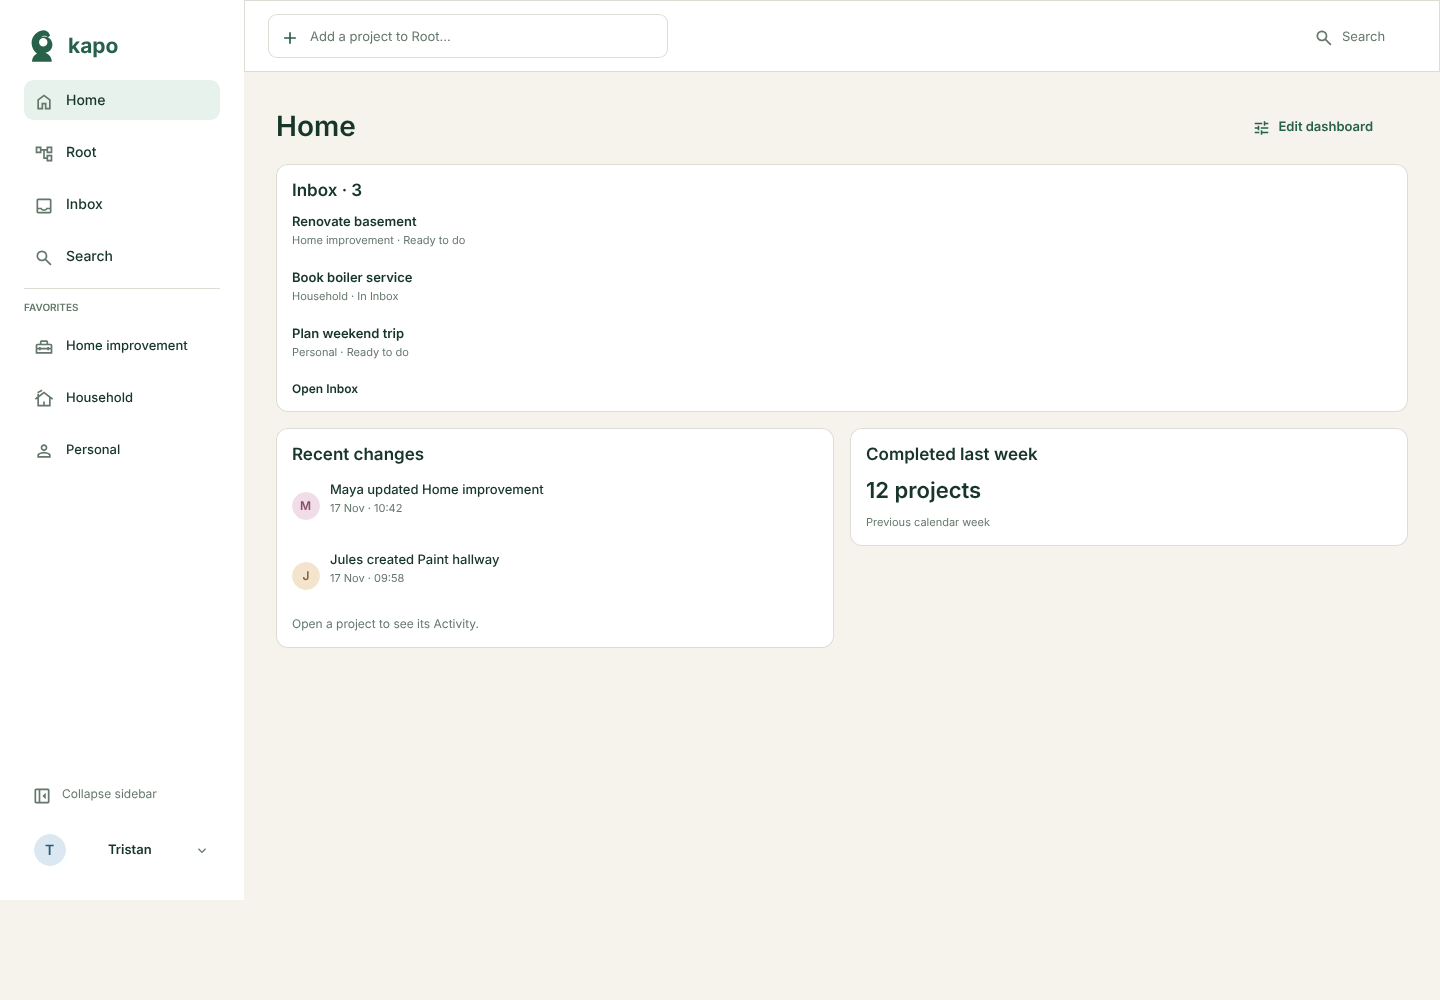 kapo
Home
Root
Inbox
Search
FAVORITES
Home improvement
Household
Personal
Collapse sidebar
T
Tristan
Add a project to Root...
Search
Home
Edit dashboard
Inbox · 3
Renovate basement
Home improvement · Ready to do
Book boiler service
Household · In Inbox
Plan weekend trip
Personal · Ready to do
Open Inbox
Recent changes
M
Maya updated Home improvement
17 Nov · 10:42
J
Jules created Paint hallway
17 Nov · 09:58
Open a project to see its Activity.
Completed last week
12 projects
Previous calendar week